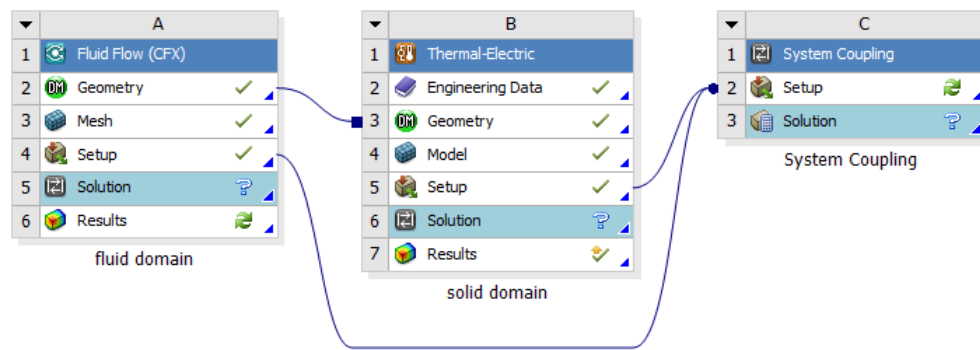 A
1 Fluid Flow (CFX)
2 DM Geometry
3 Mesh
4 Setup
5 Solution ?
6 Results
fluid domain
B
1 Thermal-Electric
2 Engineering Data
3 DM Geometry
4 Model
5 Setup
6 Solution ?
7 Results
solid domain
C
1 System Coupling
2 Setup
3 Solution ?
System Coupling